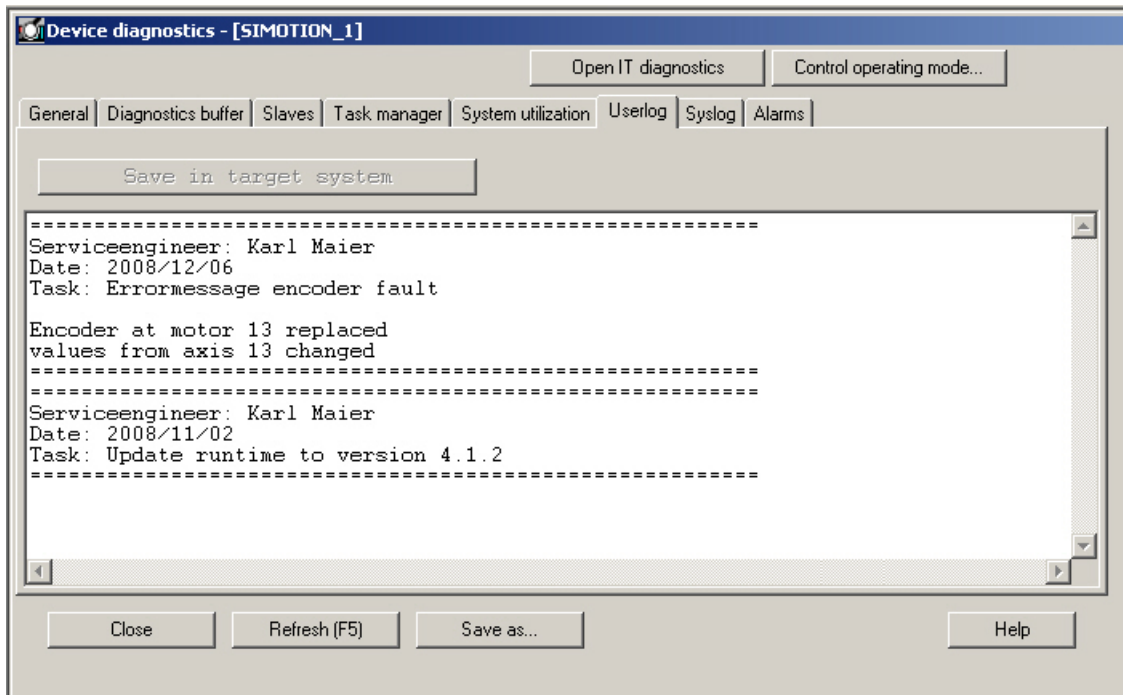 Device diagnostics - [SIMOTION_1]
Open IT diagnostics
Control operating mode...
General
Diagnostics buffer
Slaves
Task manager
System utilization
Userlog
Syslog
Alarms
Save in target system
=========================================================
Serviceengineer: Karl Maier
Date: 2008/12/06
Task: Errormessage encoder fault
Encoder at motor 13 replaced
values from axis 13 changed
=========================================================
=========================================================
Serviceengineer: Karl Maier
Date: 2008/11/02
Task: Update runtime to version 4.1.2
=========================================================
Close
Refresh (F5)
Save as...
Help